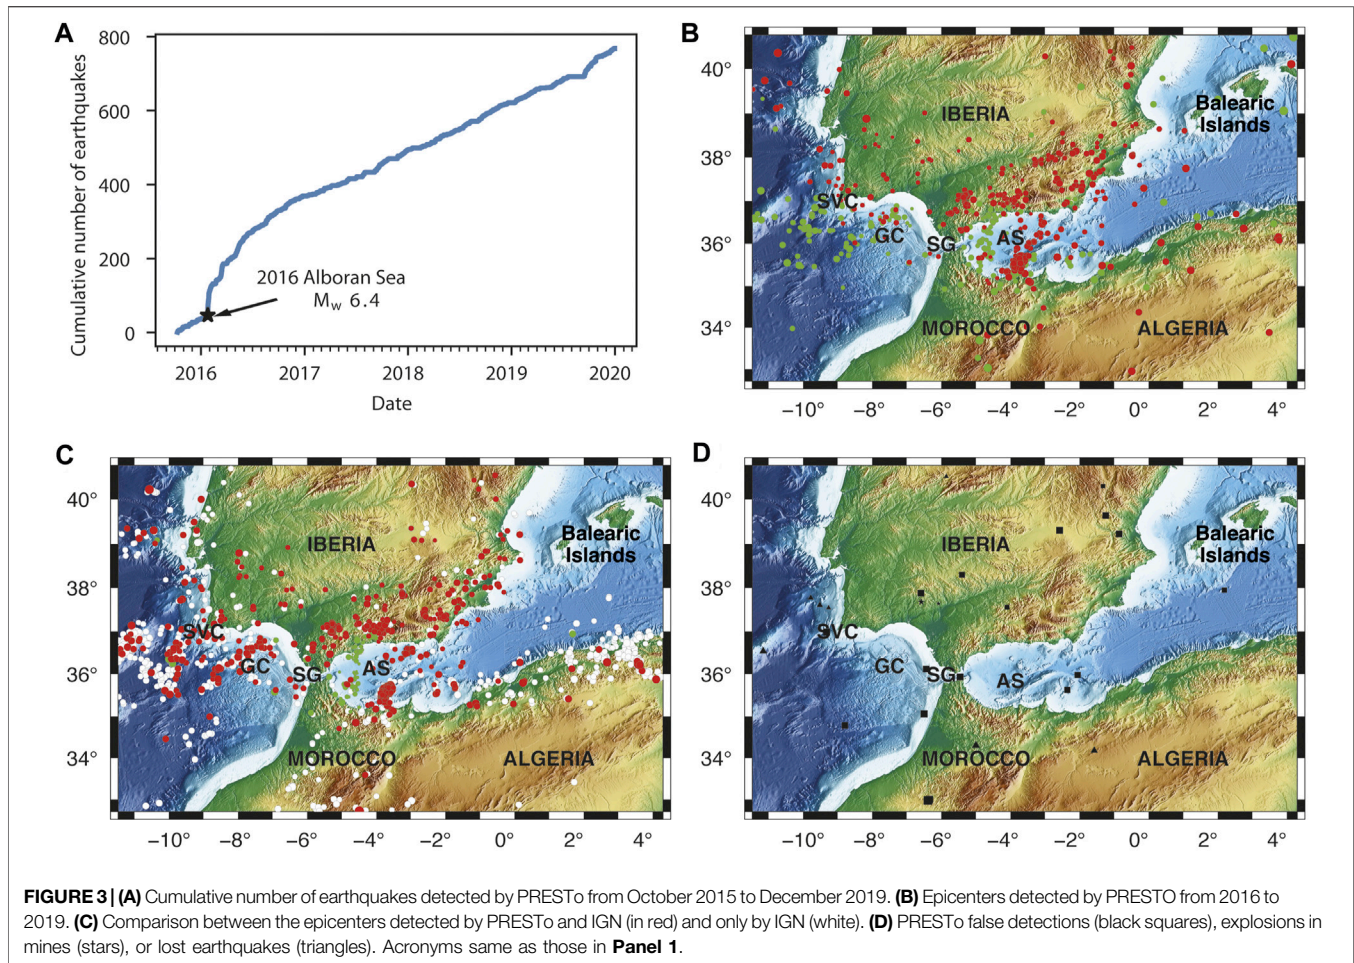 A
800
600
400
200
0
Cumulative number of earthquakes
2016 Alboran Sea
Mw 6.4
2016 2017 2018 2019 2020
Date
B
40°
38°
36°
34°
IBERIA
Balearic
Islands
SVC
GC
SG
AS
MOROCCO
ALGERIA
−10° −8° −6° −4° −2° 0° 2° 4°
C
40°
38°
36°
34°
IBERIA
Balearic
Islands
SVC
GC
SG
AS
MOROCCO
ALGERIA
−10° −8° −6° −4° −2° 0° 2° 4°
D
40°
38°
36°
34°
IBERIA
Balearic
Islands
SVC
GC
SG
AS
MOROCCO
ALGERIA
−10° −8° −6° −4° −2° 0° 2° 4°
FIGURE 3 | (A) Cumulative number of earthquakes detected by PRESTo from October 2015 to December 2019. (B) Epicenters detected by PRESTO from 2016 to
2019. (C) Comparison between the epicenters detected by PRESTo and IGN (in red) and only by IGN (white). (D) PRESTo false detections (black squares), explosions in
mines (stars), or lost earthquakes (triangles). Acronyms same as those in Panel 1.